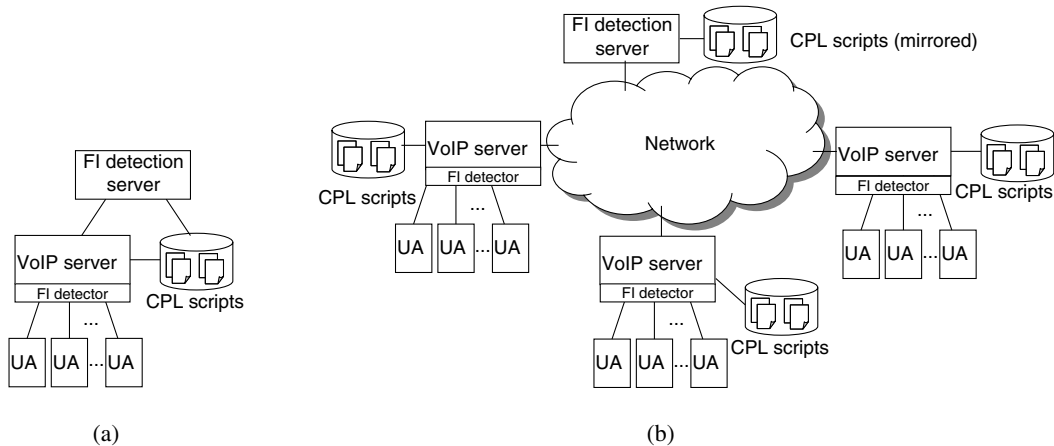 FI detection
server
VoIP server
FI detector
CPL scripts
...
UA
UA
...
UA
(a)
FI detection
server
CPL scripts (mirrored)
Network
VoIP server
FI detector
CPL scripts
...
UA
UA
...
UA
VoIP server
FI detector
CPL scripts
...
UA
UA
...
UA
VoIP server
FI detector
CPL scripts
...
UA
UA
...
UA
(b)